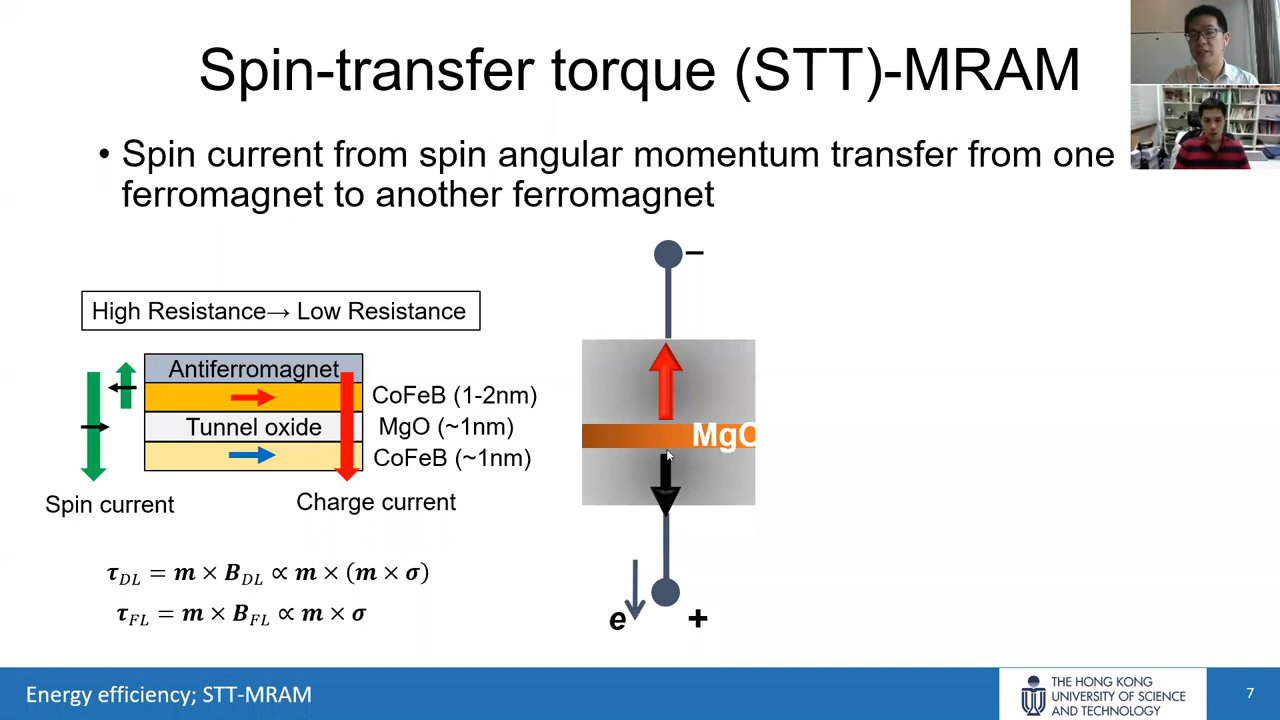 Spin-transfer torque (STT)-MRAM
• Spin current from spin angular momentum transfer from one
ferromagnet to another ferromagnet
High Resistance→ Low Resistance
Antiferromagnet
CoFeB (1-2nm)
Tunnel oxide
MgO (~1nm)
CoFeB (~1nm)
Spin current
Charge current
τ_DL = m × B_DL ∝ m × (m × σ)
τ_FL = m × B_FL ∝ m × σ
–
MgO
e
+
Energy efficiency; STT-MRAM
THE HONG KONG
UNIVERSITY OF SCIENCE
AND TECHNOLOGY
7